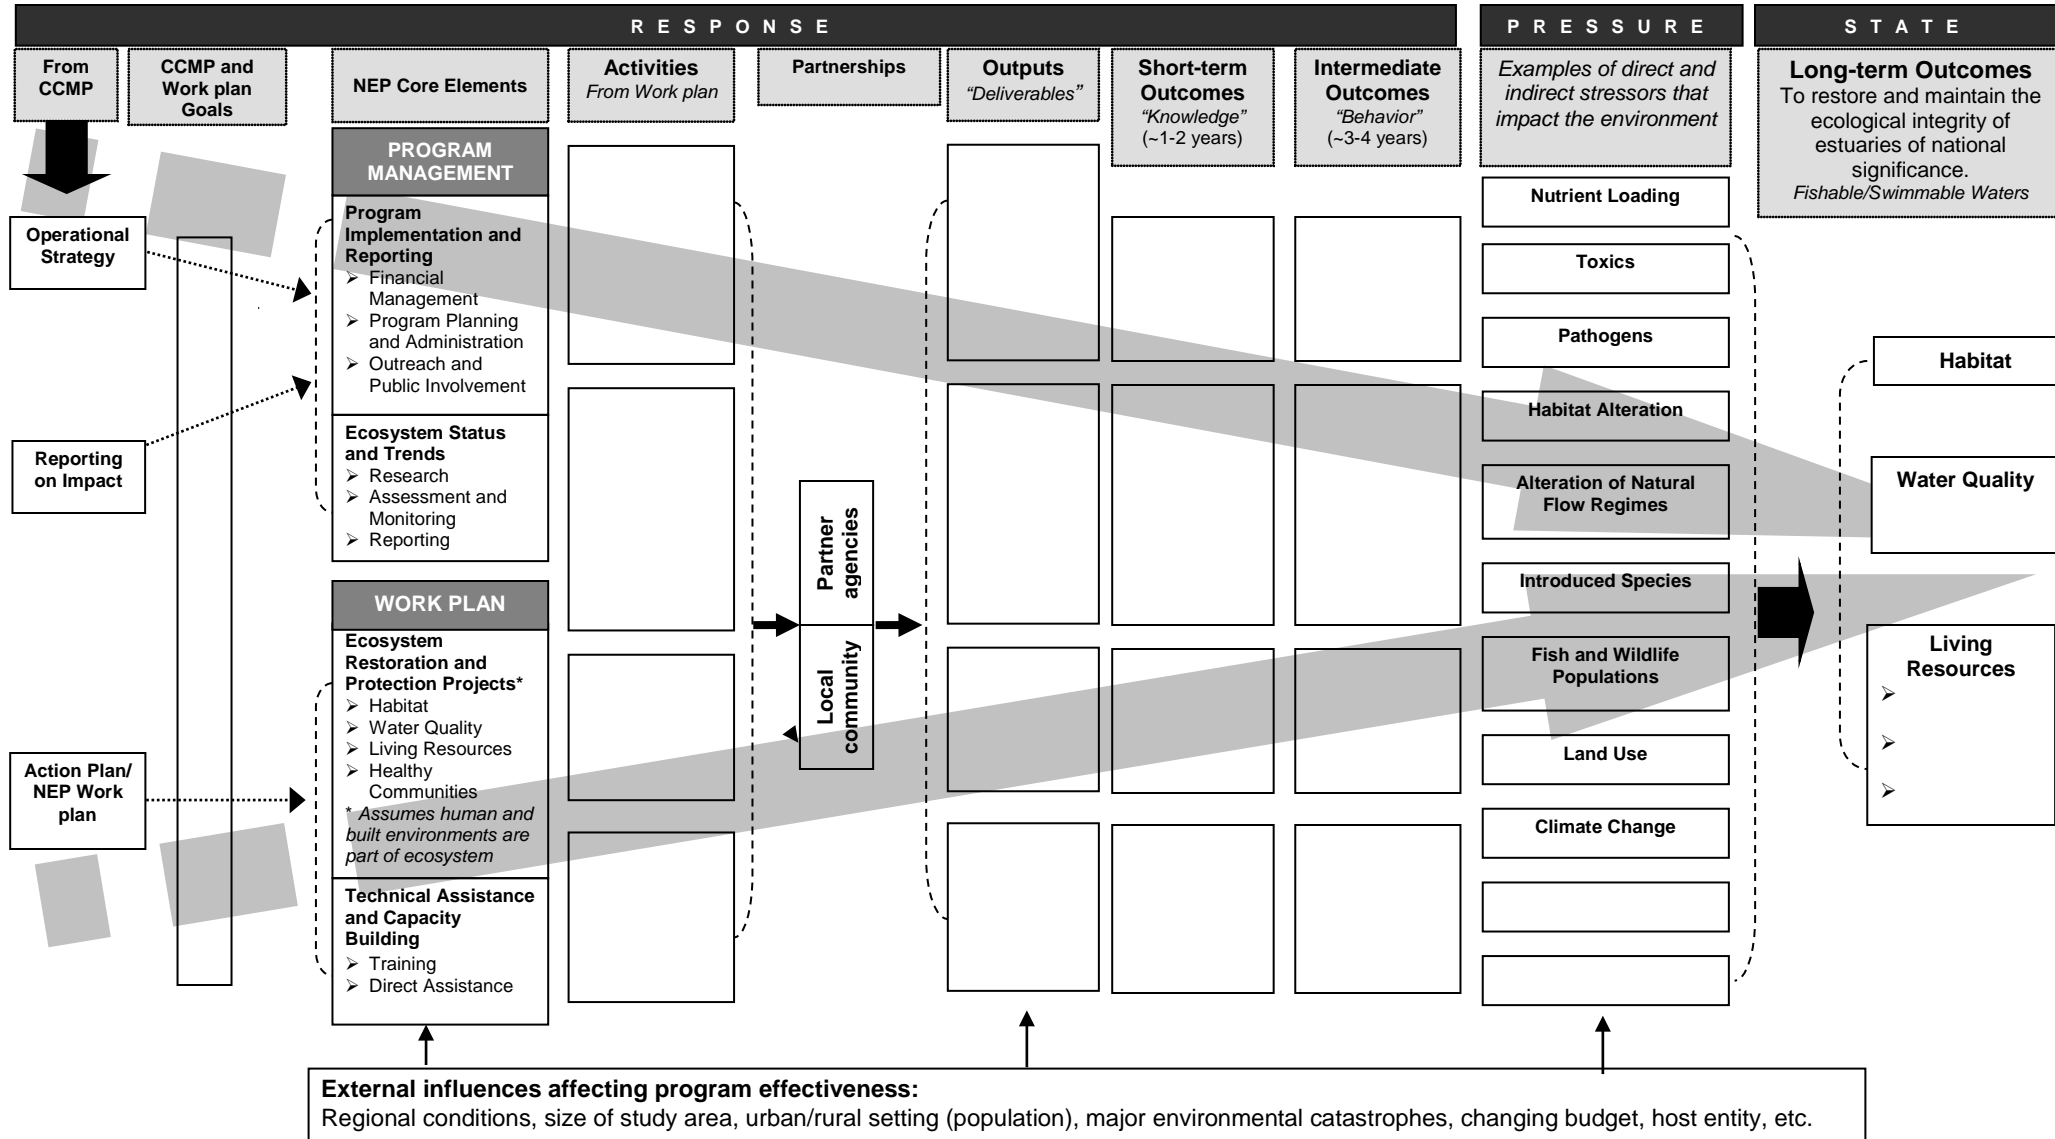 R E S P O N S E
P R E S S U R E
S T A T E
From
CCMP
CCMP and
Work plan
Goals
NEP Core Elements
Activities
From Work plan
Partnerships
Outputs
“Deliverables”
Short-term
Outcomes
“Knowledge”
(~1-2 years)
Intermediate
Outcomes
“Behavior”
(~3-4 years)
Examples of direct and
indirect stressors that
impact the environment
Long-term Outcomes
To restore and maintain the
ecological integrity of
estuaries of national
significance.
Fishable/Swimmable Waters
Operational
Strategy
Reporting
on Impact
Action Plan/
NEP Work
plan
PROGRAM
MANAGEMENT
Program
Implementation and
Reporting
➢ Financial
Management
➢ Program Planning
and Administration
➢ Outreach and
Public Involvement
Ecosystem Status
and Trends
➢ Research
➢ Assessment and
Monitoring
➢ Reporting
WORK PLAN
Ecosystem
Restoration and
Protection Projects*
➢ Habitat
➢ Water Quality
➢ Living Resources
➢ Healthy
Communities
* Assumes human and
built environments are
part of ecosystem
Technical Assistance
and Capacity
Building
➢ Training
➢ Direct Assistance
Partner
agencies
Local
community
Nutrient Loading
Toxics
Pathogens
Habitat Alteration
Alteration of Natural
Flow Regimes
Introduced Species
Fish and Wildlife
Populations
Land Use
Climate Change
Habitat
Water Quality
Living
Resources
➢
➢
➢
External influences affecting program effectiveness:
Regional conditions, size of study area, urban/rural setting (population), major environmental catastrophes, changing budget, host entity, etc.